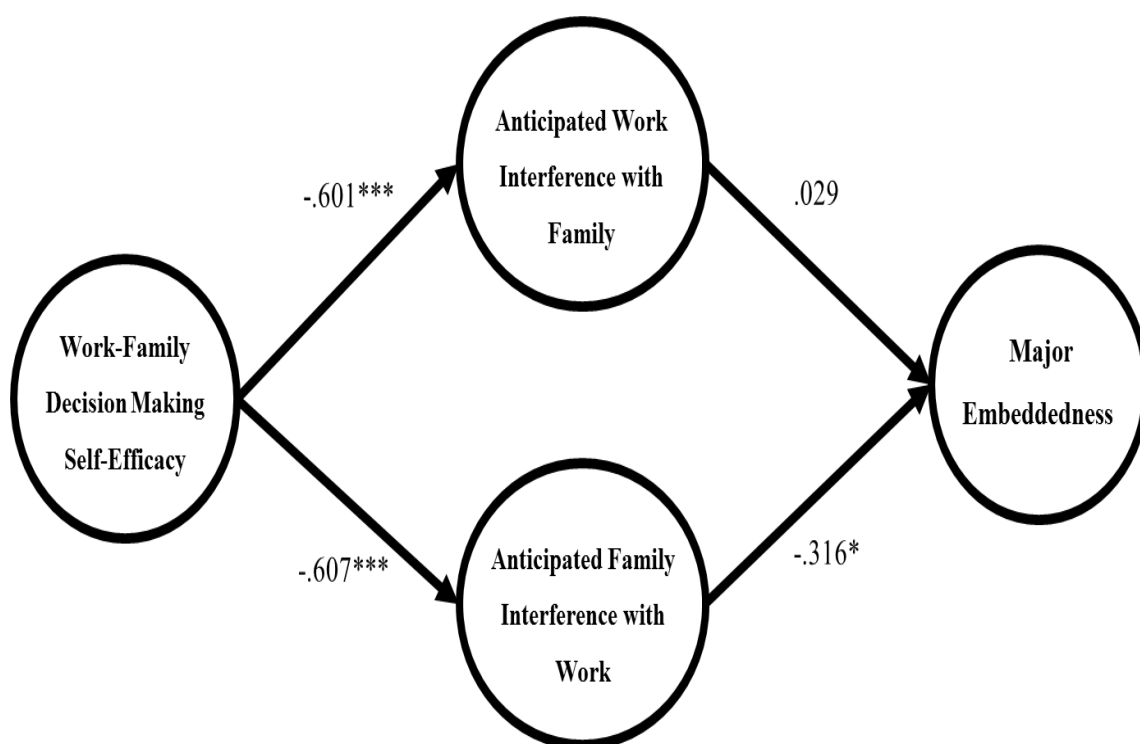 Anticipated Work
Interference with
Family
-.601***
.029
Work-Family
Decision Making
Self-Efficacy
Major
Embeddedness
-.607***
-.316*
Anticipated Family
Interference with
Work